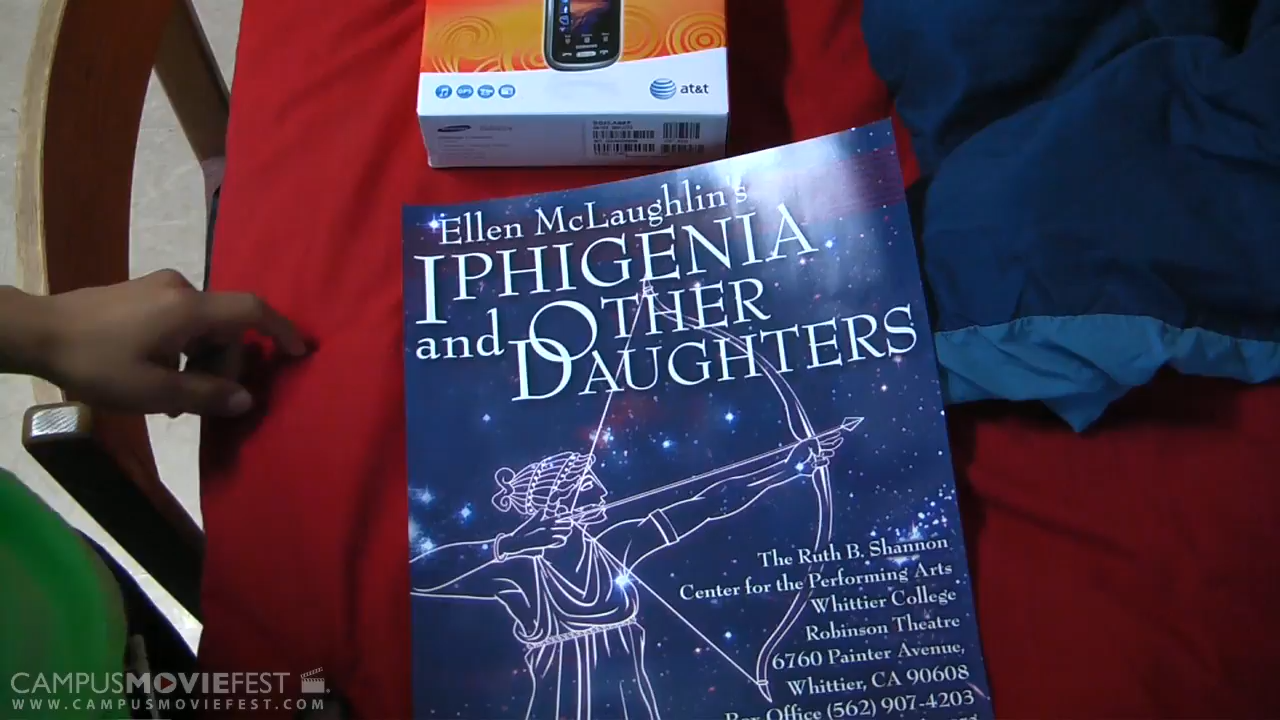 at&t
Ellen McLaughlin's
IPHIGENIA
and OTHER
DAUGHTERS
The Ruth B. Shannon
Center for the Performing Arts
Whittier College
Robinson Theatre
6760 Painter Avenue,
Whittier, CA 90608
Box Office (562) 907-4203
CAMPUSMOVIEFEST
WWW.CAMPUSMOVIEFEST.COM